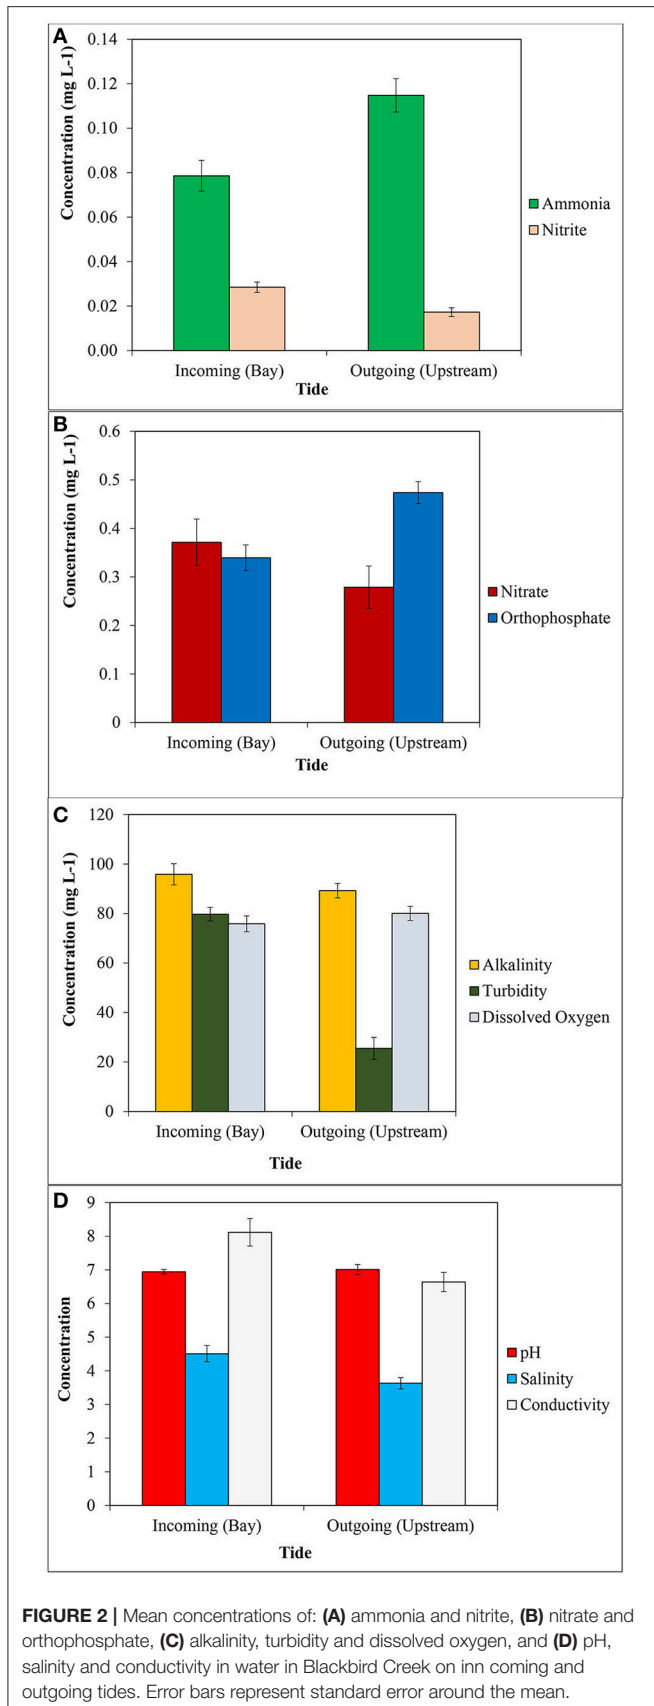 A
Concentration (mg L-1)
0.14
0.12
0.10
0.08
0.06
0.04
0.02
0.00
Ammonia
Nitrite
Incoming (Bay) Outgoing (Upstream)
Tide
B
Concentration (mg L-1)
0.6
0.5
0.4
0.3
0.2
0.1
0
Nitrate
Orthophosphate
Incoming (Bay) Outgoing (Upstream)
Tide
C
Concentration (mg L-1)
120
100
80
60
40
20
0
Alkalinity
Turbidity
Dissolved Oxygen
Incoming (Bay) Outgoing (Upstream)
Tide
D
Concentration
9
8
7
6
5
4
3
2
1
0
pH
Salinity
Conductivity
Incoming (Bay) Outgoing (Upstream)
Tide
FIGURE 2 | Mean concentrations of: (A) ammonia and nitrite, (B) nitrate and
orthophosphate, (C) alkalinity, turbidity and dissolved oxygen, and (D) pH,
salinity and conductivity in water in Blackbird Creek on inn coming and
outgoing tides. Error bars represent standard error around the mean.